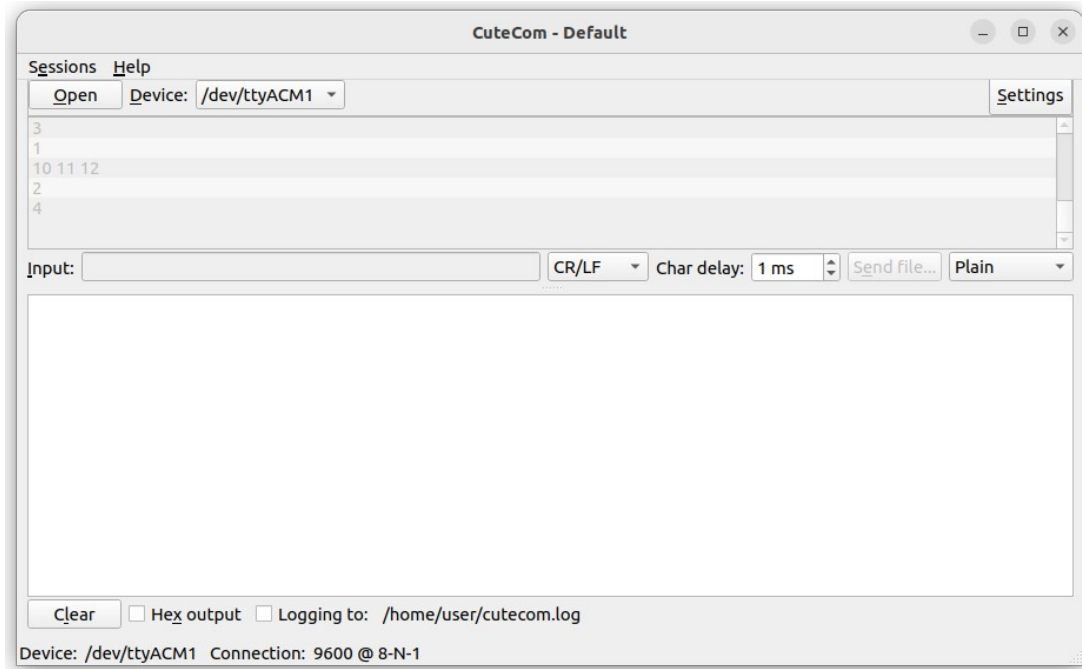 CuteCom - Default
Sessions Help
Open Device: /dev/ttyACM1 Settings
3
1
10 11 12
2
4
Input: CR/LF Char delay: 1 ms Send file... Plain
Clear Hex output Logging to: /home/user/cutecom.log
Device: /dev/ttyACM1 Connection: 9600 @ 8-N-1